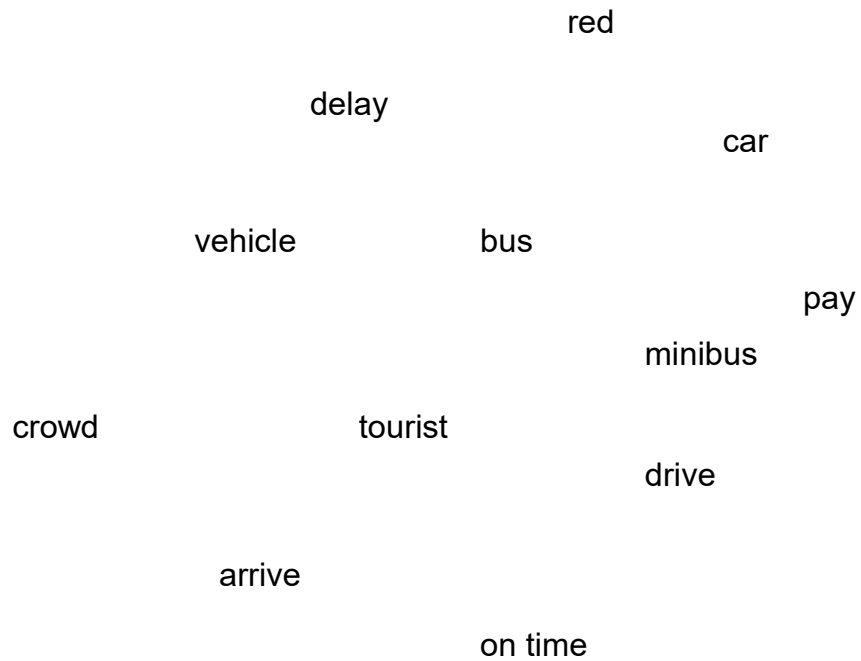 red
delay
car
vehicle bus
pay
minibus
crowd tourist
drive
arrive
on time